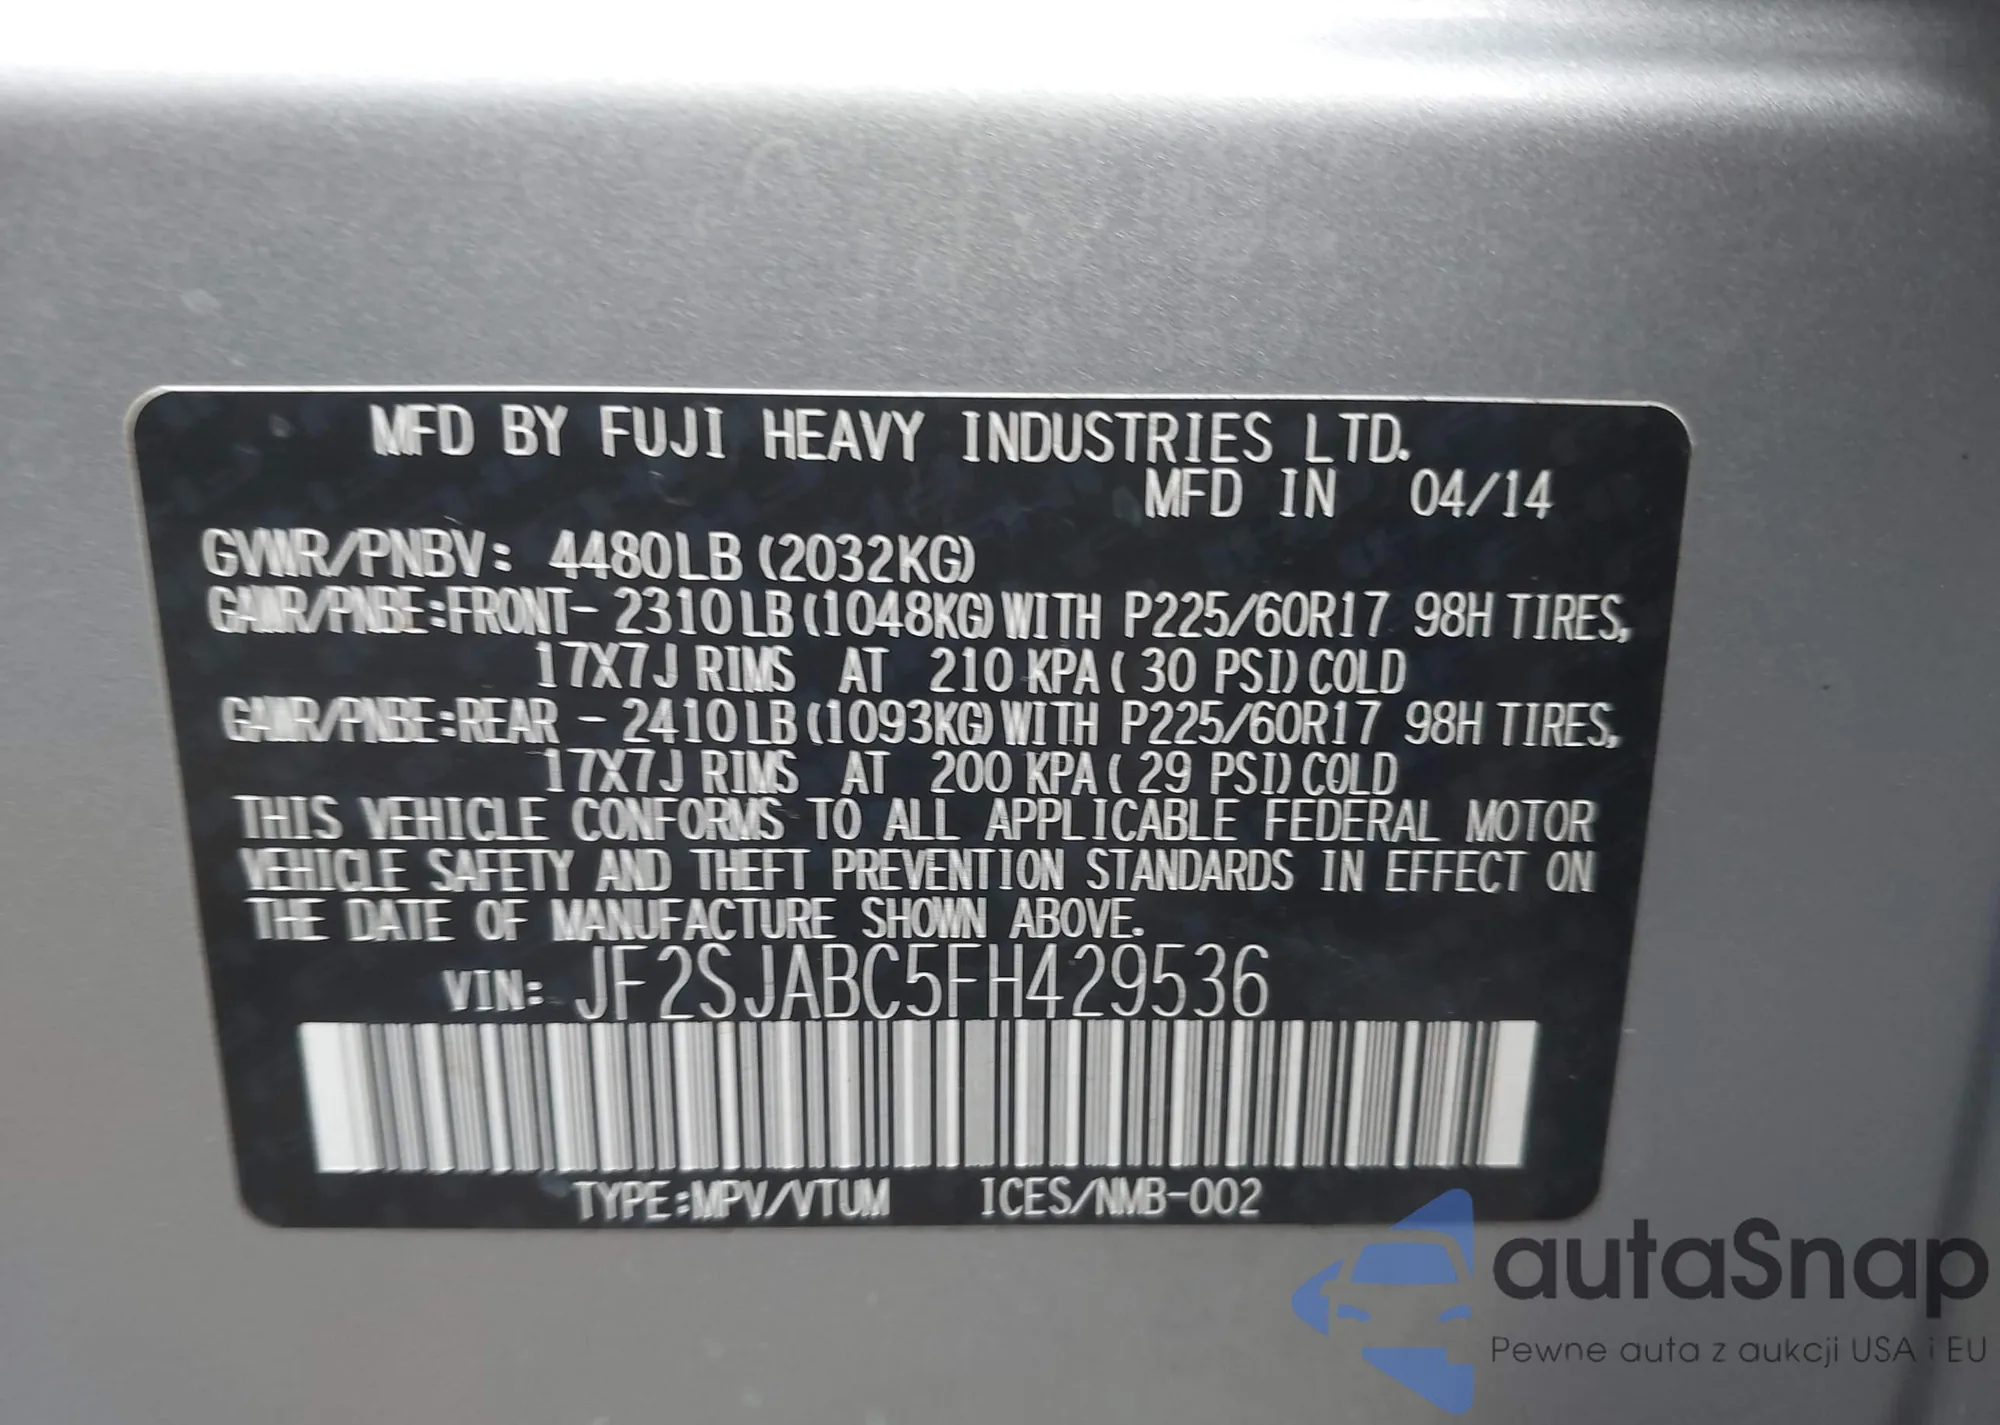 MFD BY FUJI HEAVY INDUSTRIES LTD.
MFD IN 04/14
GVWR/PNBV: 4480LB (2032KG)
GAWR/PNBE:FRONT- 2310LB (1048KG) WITH P225/60R17 98H TIRES,
17X7J RIMS AT 210 KPA ( 30 PSI) COLD
GAWR/PNBE:REAR - 2410LB (1093KG) WITH P225/60R17 98H TIRES,
17X7J RIMS AT 200 KPA ( 29 PSI) COLD
THIS VEHICLE CONFORMS TO ALL APPLICABLE FEDERAL MOTOR
VEHICLE SAFETY AND THEFT PREVENTION STANDARDS IN EFFECT ON
THE DATE OF MANUFACTURE SHOWN ABOVE.
VIN: JF2SJABC5FH429536
TYPE:MPV/VTUM ICES/NMB-002
autaSnap
Pewne auta z aukcji USA i EU